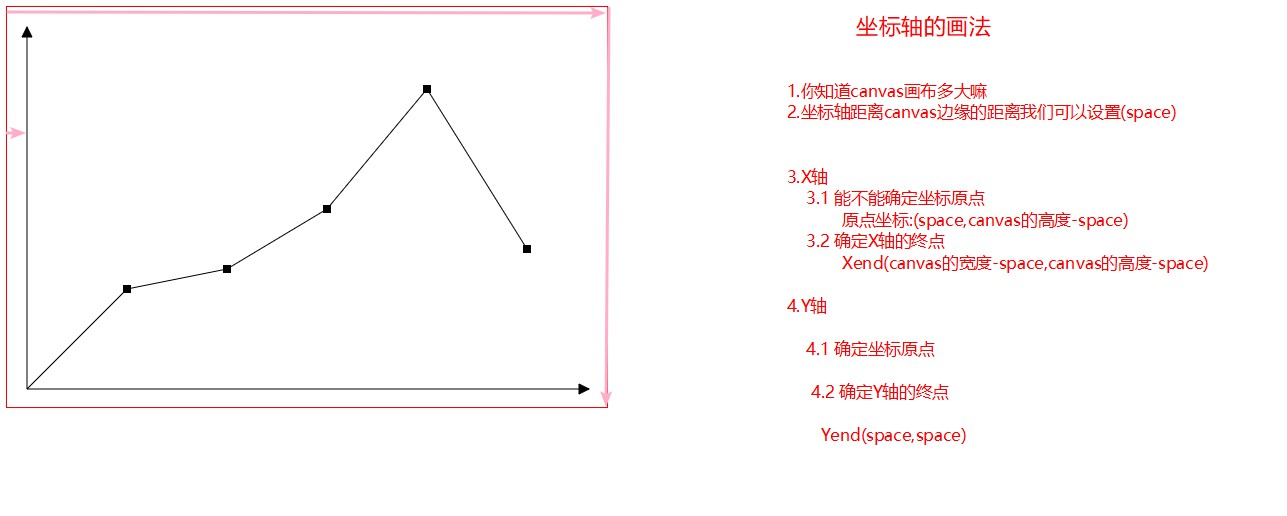 坐标轴的画法
1.你知道canvas画布多大嘛
2.坐标轴距离canvas边缘的距离我们可以设置(space)
3.X轴
3.1 能不能确定坐标原点
原点坐标:(space,canvas的高度-space)
3.2 确定X轴的终点
Xend(canvas的宽度-space,canvas的高度-space)
4.Y轴
4.1 确定坐标原点
4.2 确定Y轴的终点
Yend(space,space)